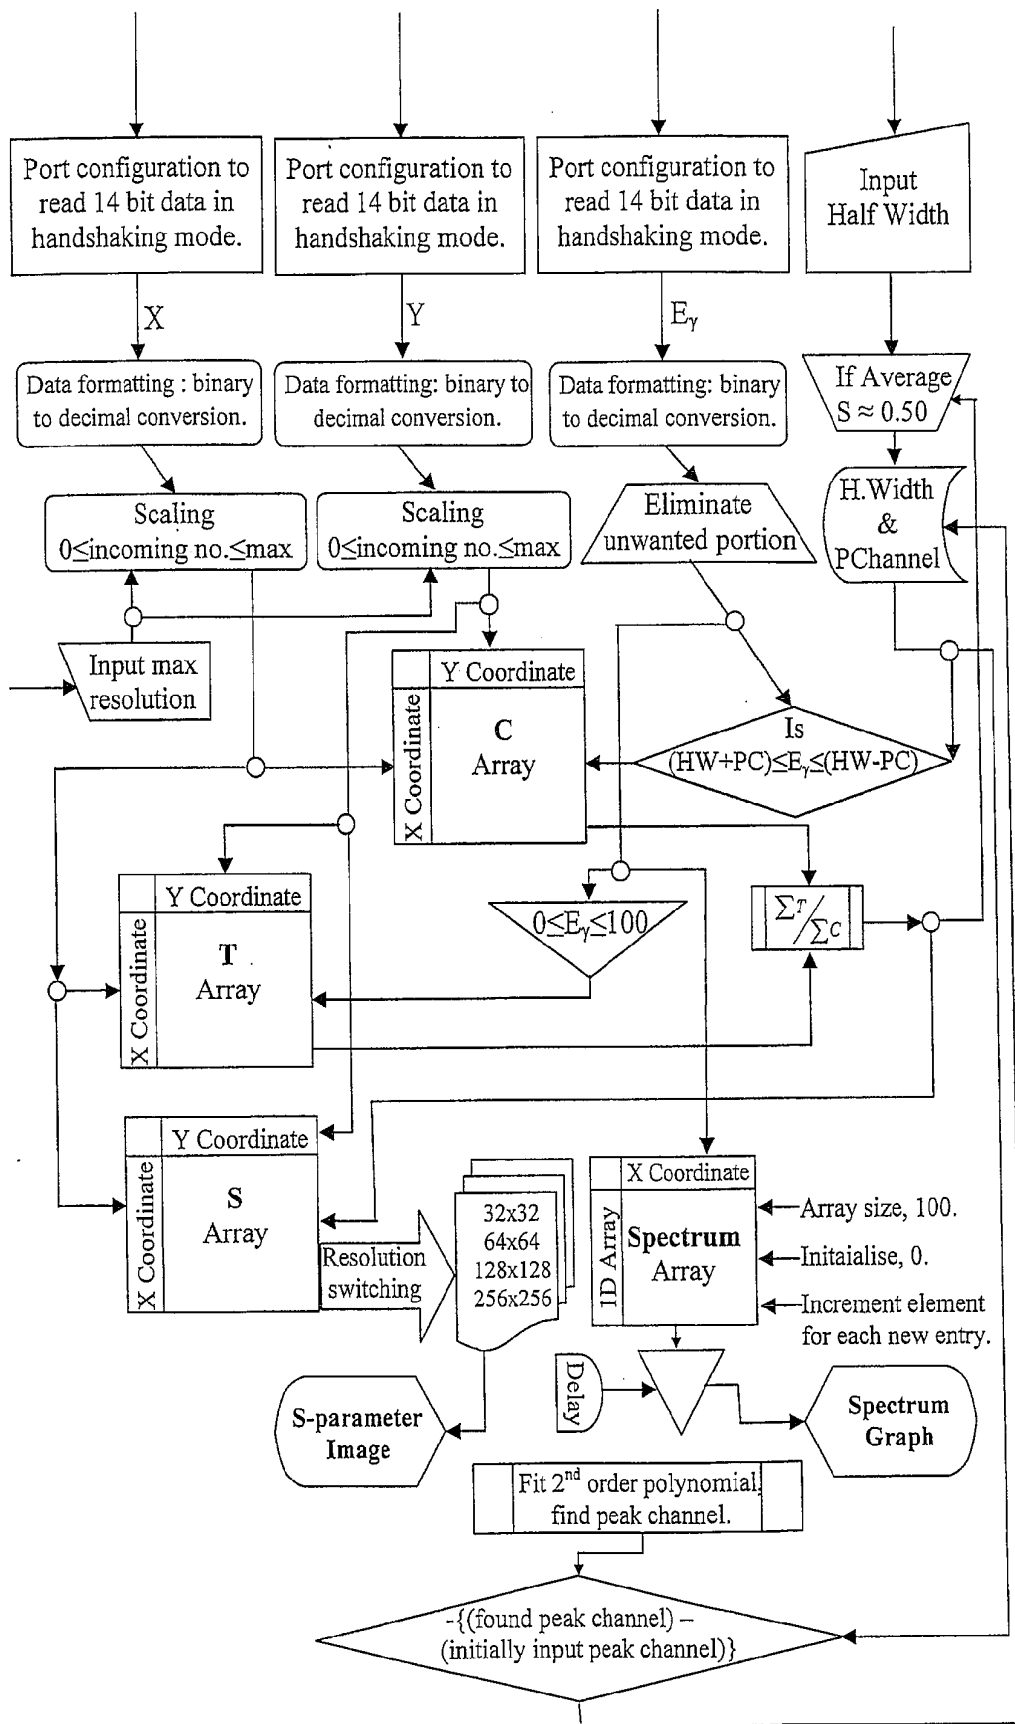 Port configuration to
read 14 bit data in
handshaking mode.
Port configuration to
read 14 bit data in
handshaking mode.
Port configuration to
read 14 bit data in
handshaking mode.
Input
Half Width
X
Y
Eγ
Data formatting : binary
to decimal conversion.
Data formatting: binary to
decimal conversion.
Data formatting: binary
to decimal conversion.
If Average
S ≈ 0.50
Scaling
0≤incoming no.≤max
Scaling
0≤incoming no.≤max
Eliminate
unwanted portion
H.Width
&
PChannel
Input max
resolution
Y Coordinate
X Coordinate
C
Array
Is
(HW+PC)≤Eγ≤(HW-PC)
Y Coordinate
X Coordinate
T
Array
0≤Eγ≤100
∑T/∑C
Y Coordinate
X Coordinate
S
Array
Resolution
switching
32x32
64x64
128x128
256x256
X Coordinate
1D Array
Spectrum
Array
Array size, 100.
Initaialise, 0.
Increment element
for each new entry.
Delay
S-parameter
Image
Spectrum
Graph
Fit 2nd order polynomial,
find peak channel.
-{(found peak channel) –
(initially input peak channel)}